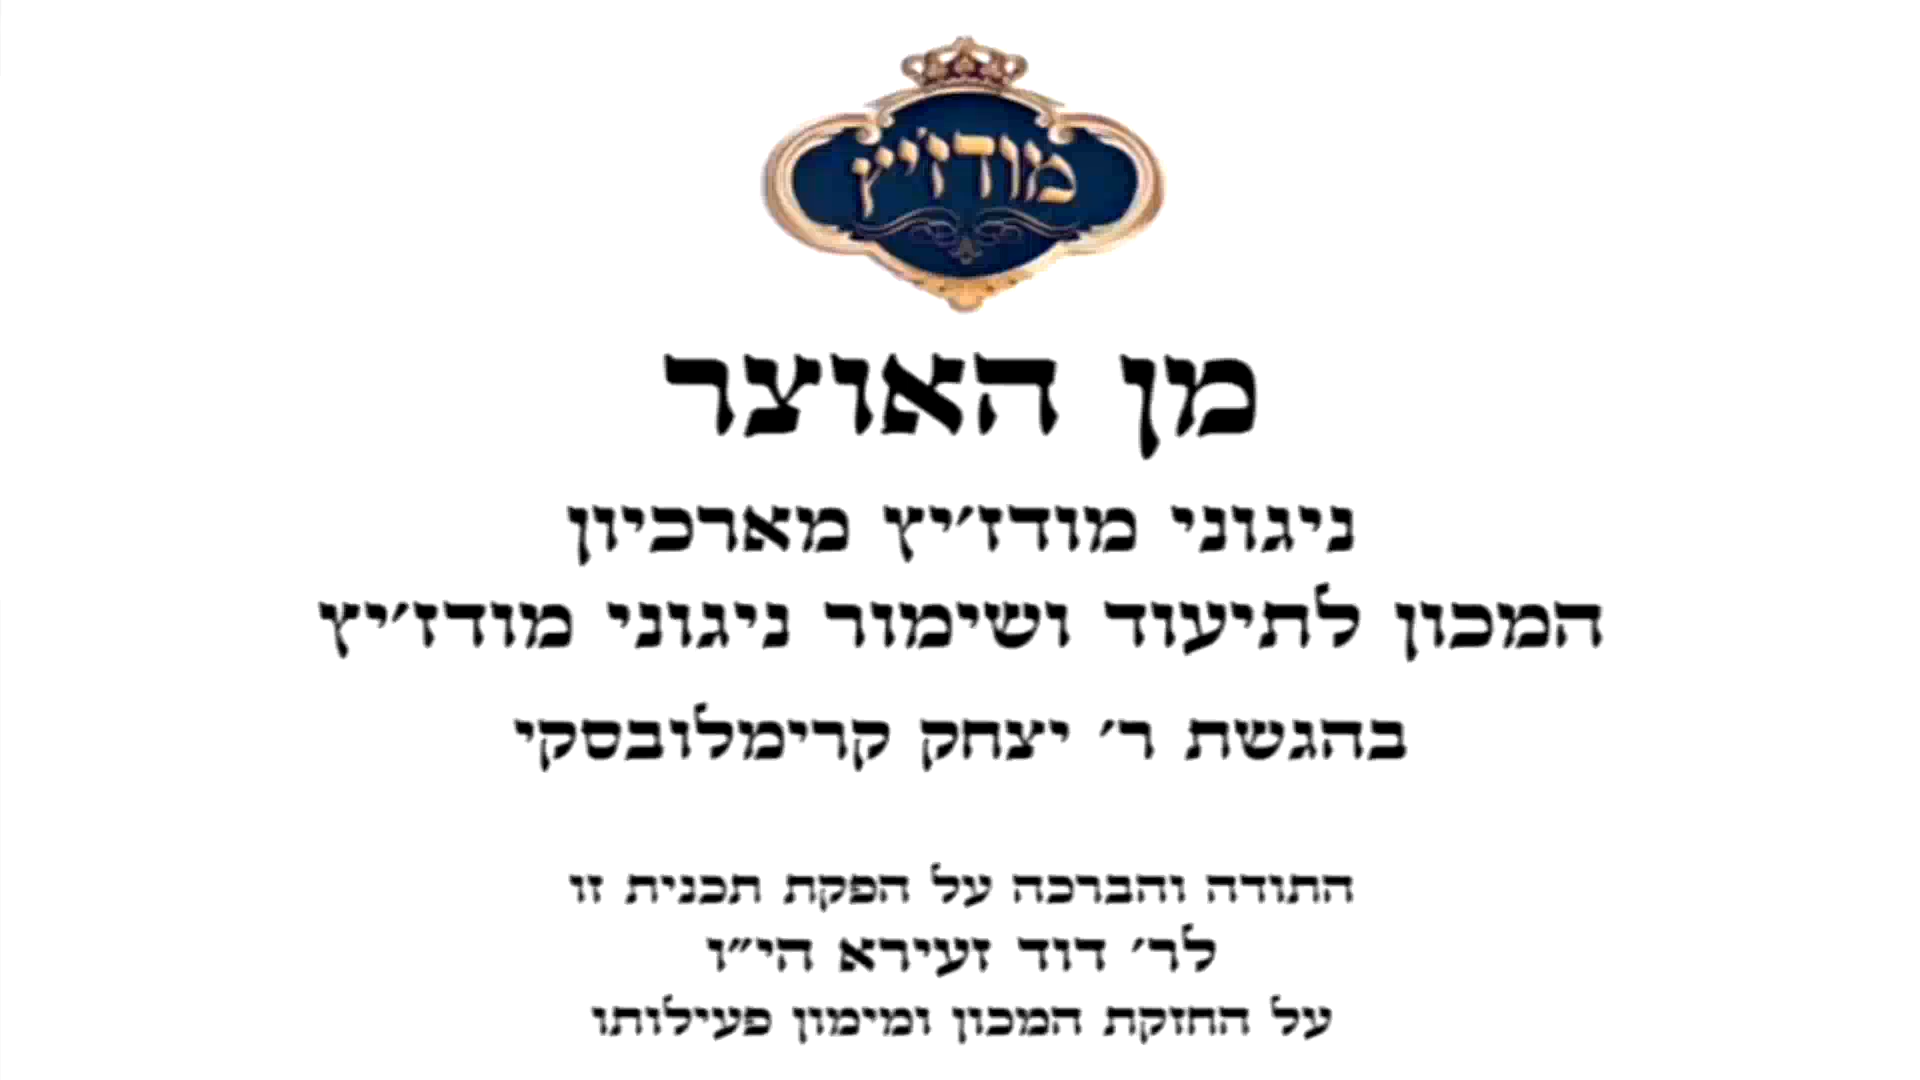 מודז׳יץ
מן האוצר
ניגוני מודז׳יץ מארכיון
המכון לתיעוד ושימור ניגוני מודז׳יץ
בהגשת ר׳ יצחק קרימלובסקי
התודה והברכה על הפקת תכנית זו
לר׳ דוד זעירא הי״ו
על החזקת המכון ומימון פעילותו